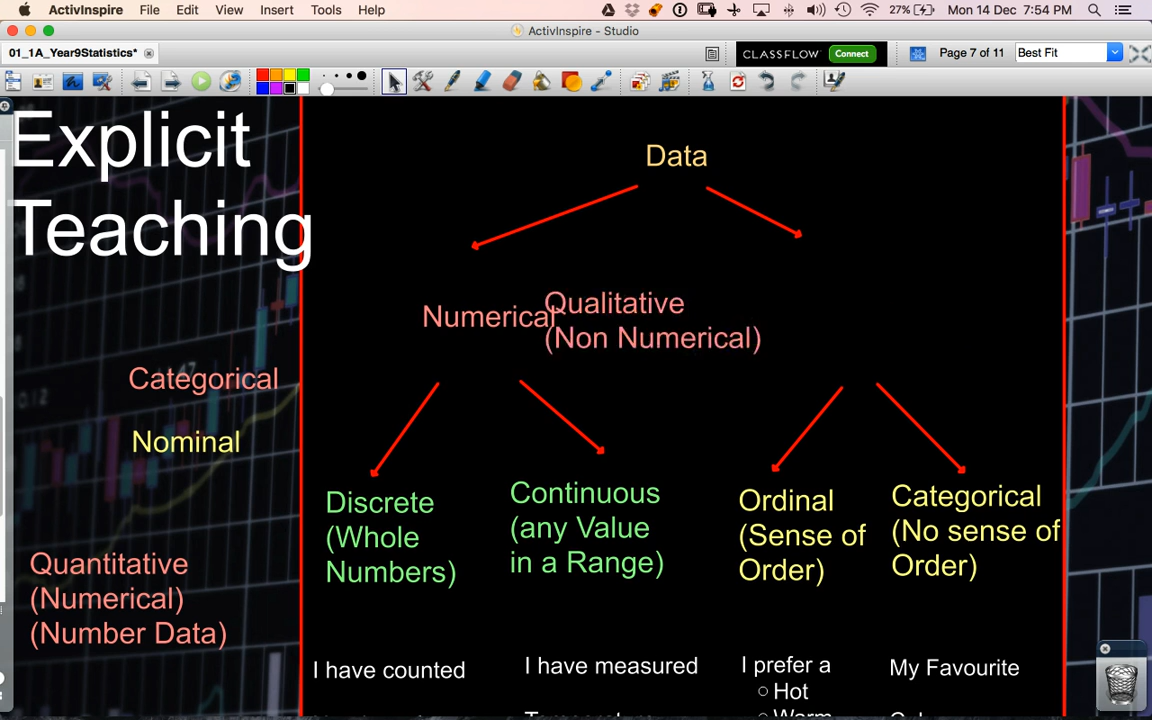 ActivInspire File Edit View Insert Tools Help 27% Mon 14 Dec 7:54 PM
ActivInspire - Studio
01_1A_Year9Statistics*
CLASSFLOW Connect Page 7 of 11 Best Fit
Explicit
Teaching
Data
Numerical
Qualitative
(Non Numerical)
Categorical
Nominal
Quantitative
(Numerical)
(Number Data)
Discrete
(Whole
Numbers)
Continuous
(any Value
in a Range)
Ordinal
(Sense of
Order)
Categorical
(No sense of
Order)
I have counted
I have measured
I prefer a
○ Hot
○ Warm
My Favourite